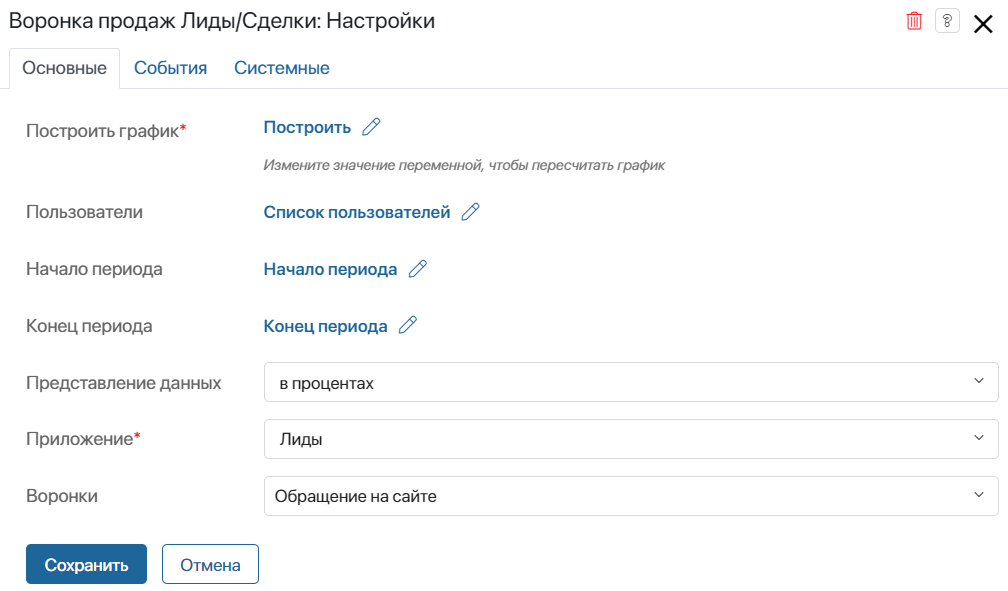 Воронка продаж Лиды/Сделки: Настройки
?
Основные События Системные
Построить график* Построить
Измените значение переменной, чтобы пересчитать график
Пользователи Список пользователей
Начало периода Начало периода
Конец периода Конец периода
Представление данных в процентах
Приложение* Лиды
Воронки Обращение на сайте
Сохранить Отмена